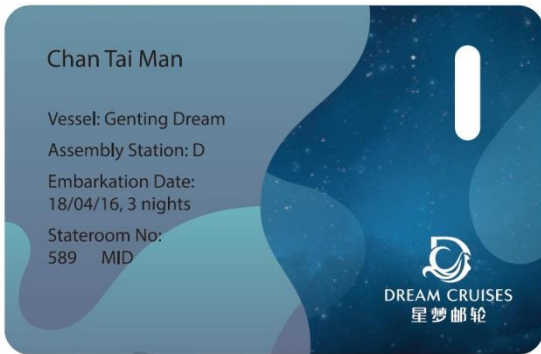 Chan Tai Man
Vessel: Genting Dream
Assembly Station: D
Embarkation Date:
18/04/16, 3 nights
Stateroom No:
589 MID
DREAM CRUISES
星梦邮轮